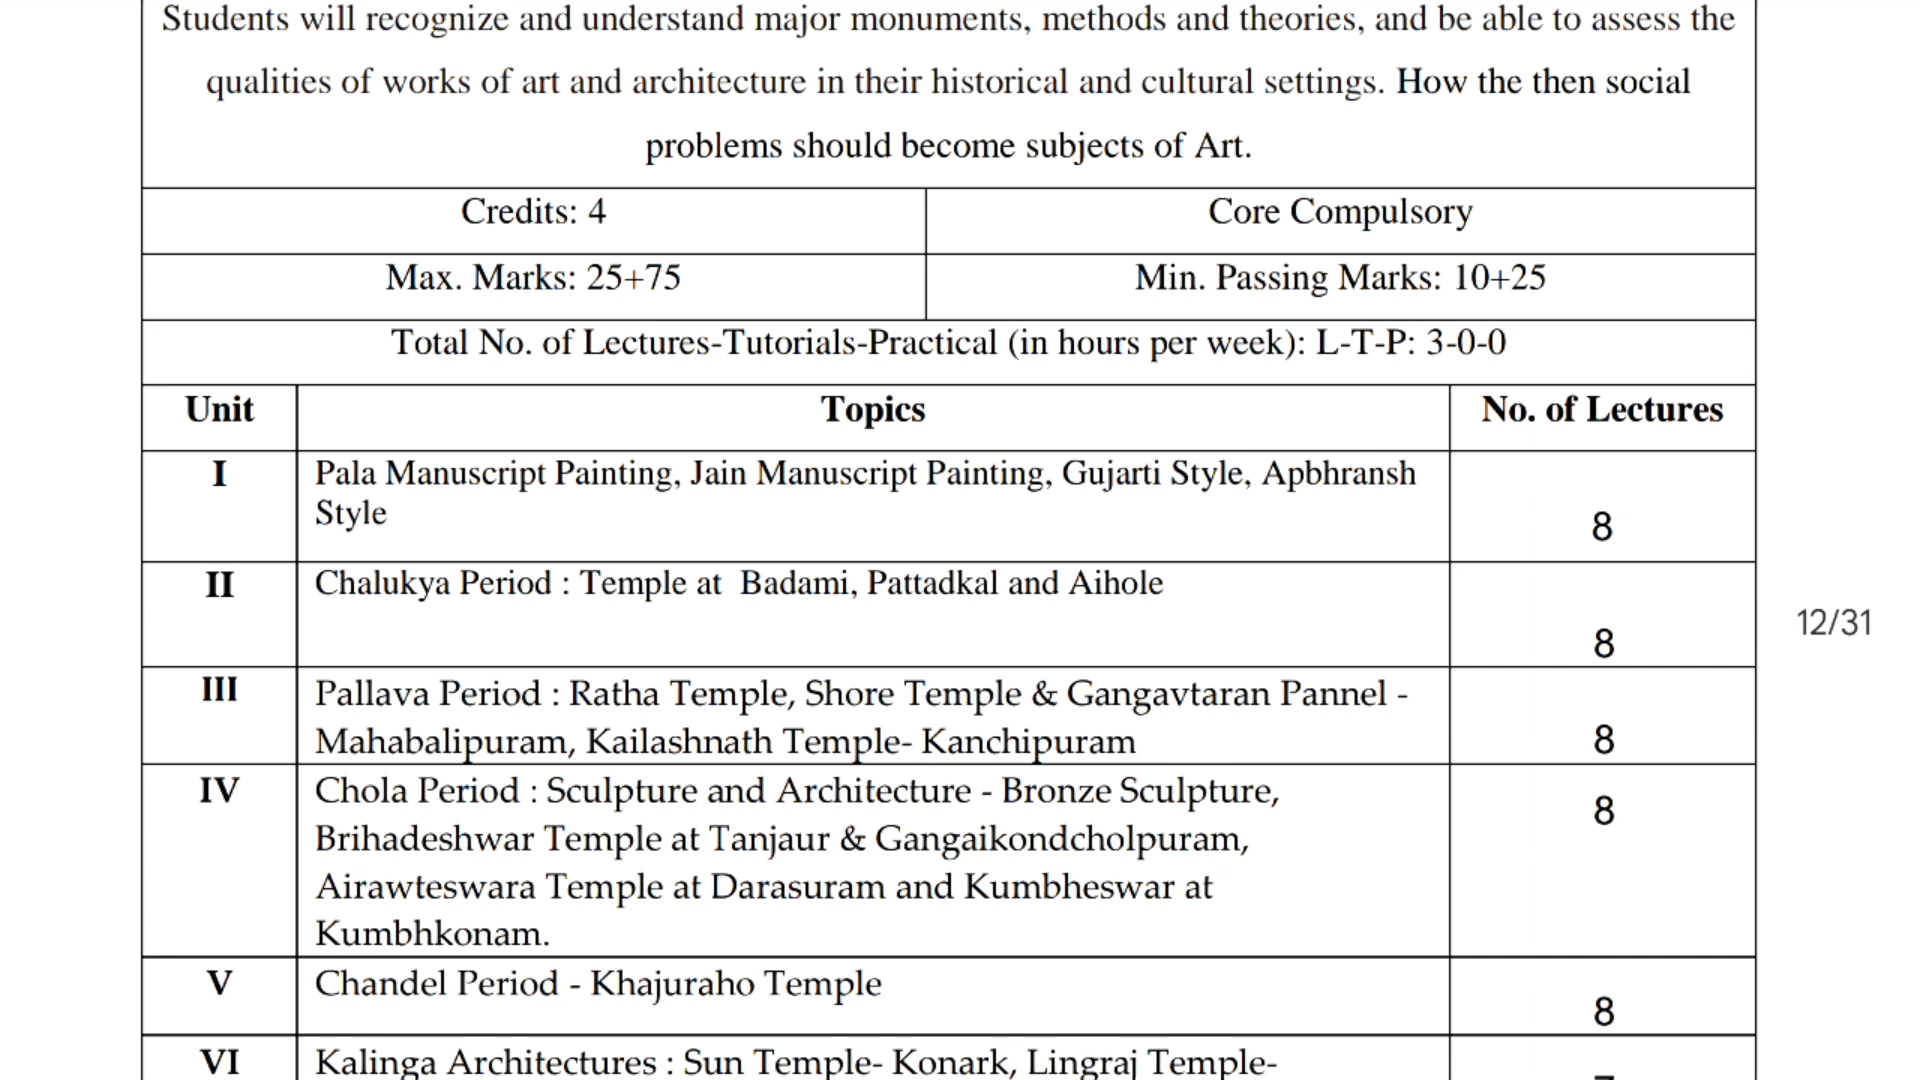 Students will recognize and understand major monuments, methods and theories, and be able to assess the
qualities of works of art and architecture in their historical and cultural settings. How the then social
problems should become subjects of Art.
Credits: 4
Core Compulsory
Max. Marks: 25+75
Min. Passing Marks: 10+25
Total No. of Lectures-Tutorials-Practical (in hours per week): L-T-P: 3-0-0
Unit
Topics
No. of Lectures
I
Pala Manuscript Painting, Jain Manuscript Painting, Gujarti Style, Apbhransh
Style
8
II
Chalukya Period : Temple at  Badami, Pattadkal and Aihole
8
12/31
III
Pallava Period : Ratha Temple, Shore Temple & Gangavtaran Pannel -
Mahabalipuram, Kailashnath Temple- Kanchipuram
8
IV
Chola Period : Sculpture and Architecture - Bronze Sculpture,
Brihadeshwar Temple at Tanjaur & Gangaikondcholpuram,
Airawteswara Temple at Darasuram and Kumbheswar at
Kumbhkonam.
8
V
Chandel Period - Khajuraho Temple
8
VI
Kalinga Architectures : Sun Temple- Konark, Lingraj Temple-